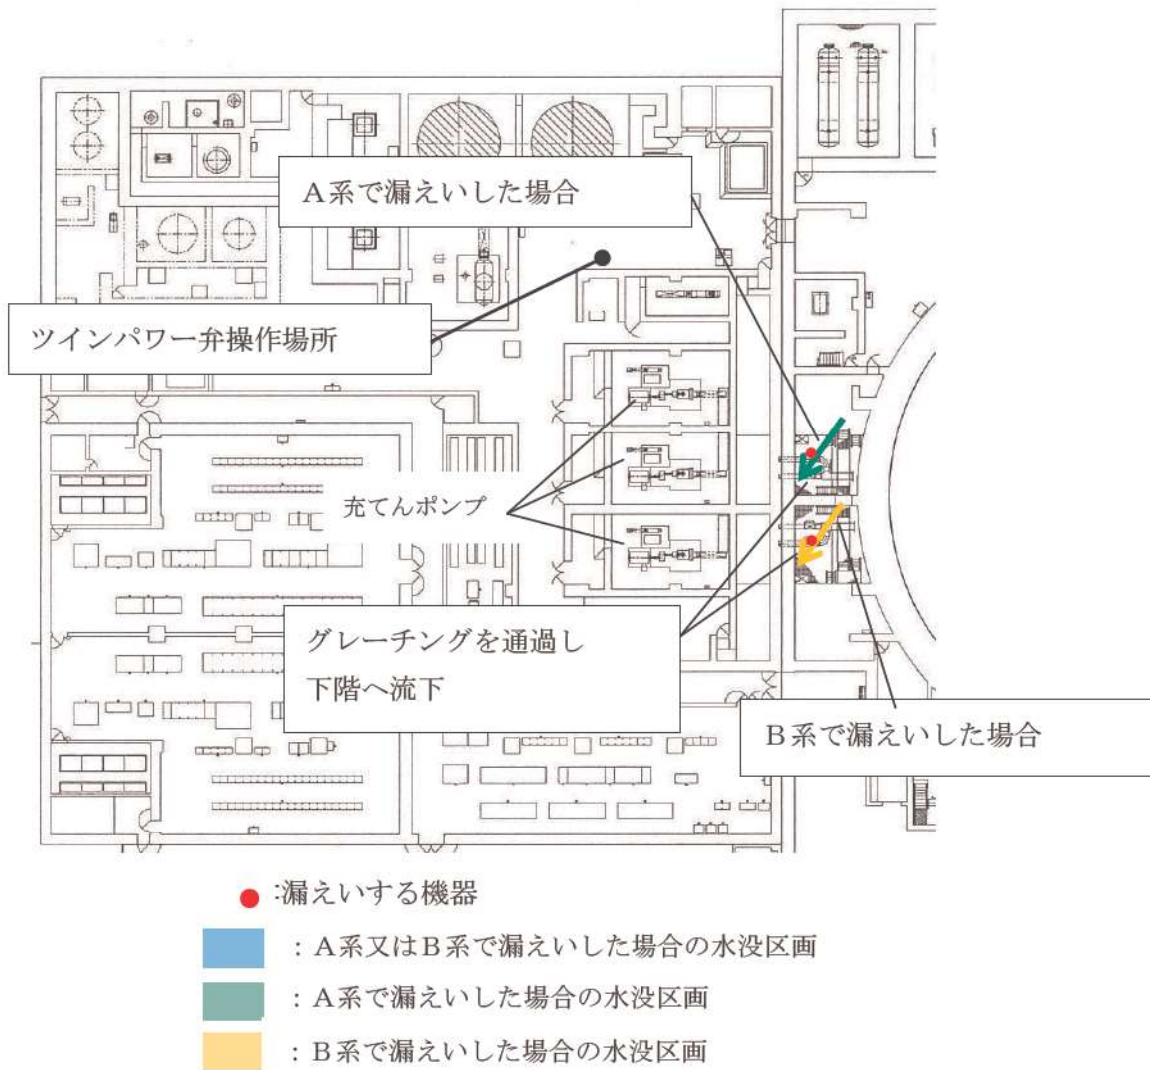 A系で漏えいした場合
ツインパワー弁操作場所
充てんポンプ
グレーチングを通過し
下階へ流下
B系で漏えいした場合
:漏えいする機器
:A系又はB系で漏えいした場合の水没区画
:A系で漏えいした場合の水没区画
:B系で漏えいした場合の水没区画